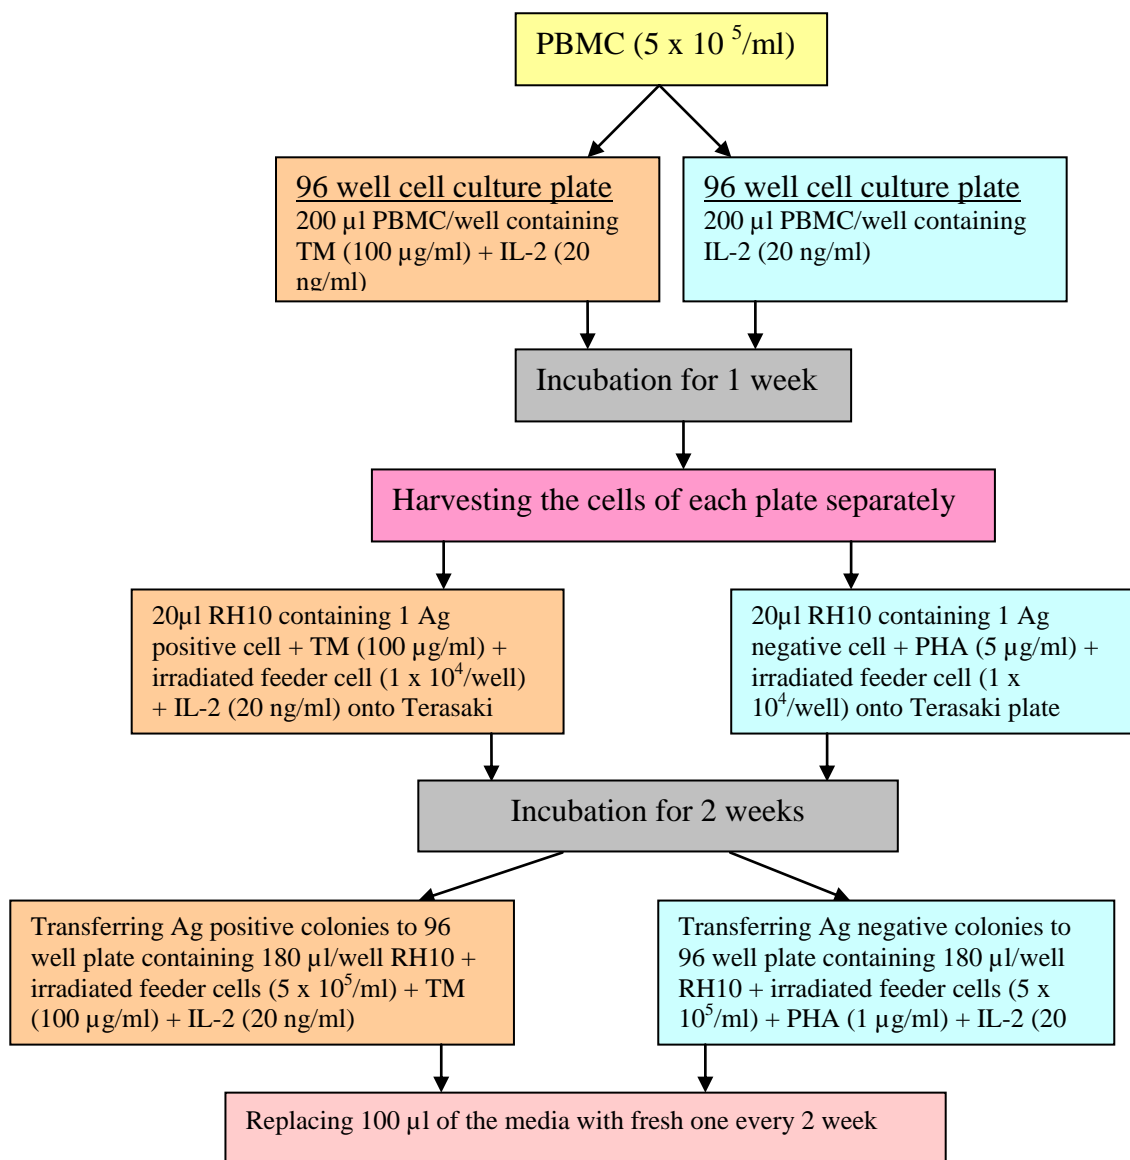 PBMC (5 x 10 ⁵/ml)
96 well cell culture plate
200 µl PBMC/well containing
TM (100 µg/ml) + IL-2 (20
ng/ml)
96 well cell culture plate
200 µl PBMC/well containing
IL-2 (20 ng/ml)
Incubation for 1 week
Harvesting the cells of each plate separately
20µl RH10 containing 1 Ag
positive cell + TM (100 µg/ml) +
irradiated feeder cell (1 x 10⁴/well)
+ IL-2 (20 ng/ml) onto Terasaki
20µl RH10 containing 1 Ag
negative cell + PHA (5 µg/ml) +
irradiated feeder cell (1 x
10⁴/well) onto Terasaki plate
Incubation for 2 weeks
Transferring Ag positive colonies to 96
well plate containing 180 µl/well RH10 +
irradiated feeder cells (5 x 10⁵/ml) + TM
(100 µg/ml) + IL-2 (20 ng/ml)
Transferring Ag negative colonies to
96 well plate containing 180 µl/well
RH10 + irradiated feeder cells (5 x
10⁵/ml) + PHA (1 µg/ml) + IL-2 (20
Replacing 100 µl of the media with fresh one every 2 week